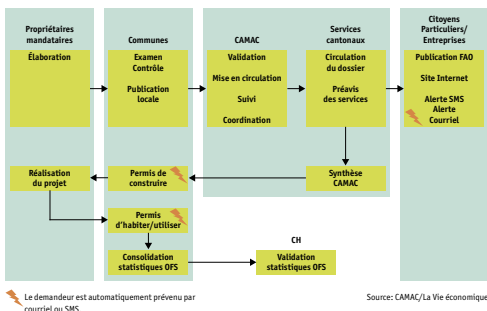 Propriétaires
mandataires
Communes
CAMAC
Services
cantonaux
Citoyens
Particuliers/
Entreprises
Élaboration
Examen
Contrôle
Publication
locale
Validation
Mise en circulation
Suivi
Coordination
Circulation
du dossier
Préavis
des services
Publication FAO
Site Internet
Alerte SMS
Alerte
Courriel
Réalisation
du projet
Permis de
construire
Synthèse
CAMAC
Permis
d'habiter/utiliser
Consolidation
statistiques OFS
CH
Validation
statistiques OFS
Le demandeur est automatiquement prévenu par
courriel ou SMS
Source: CAMAC/La Vie économique